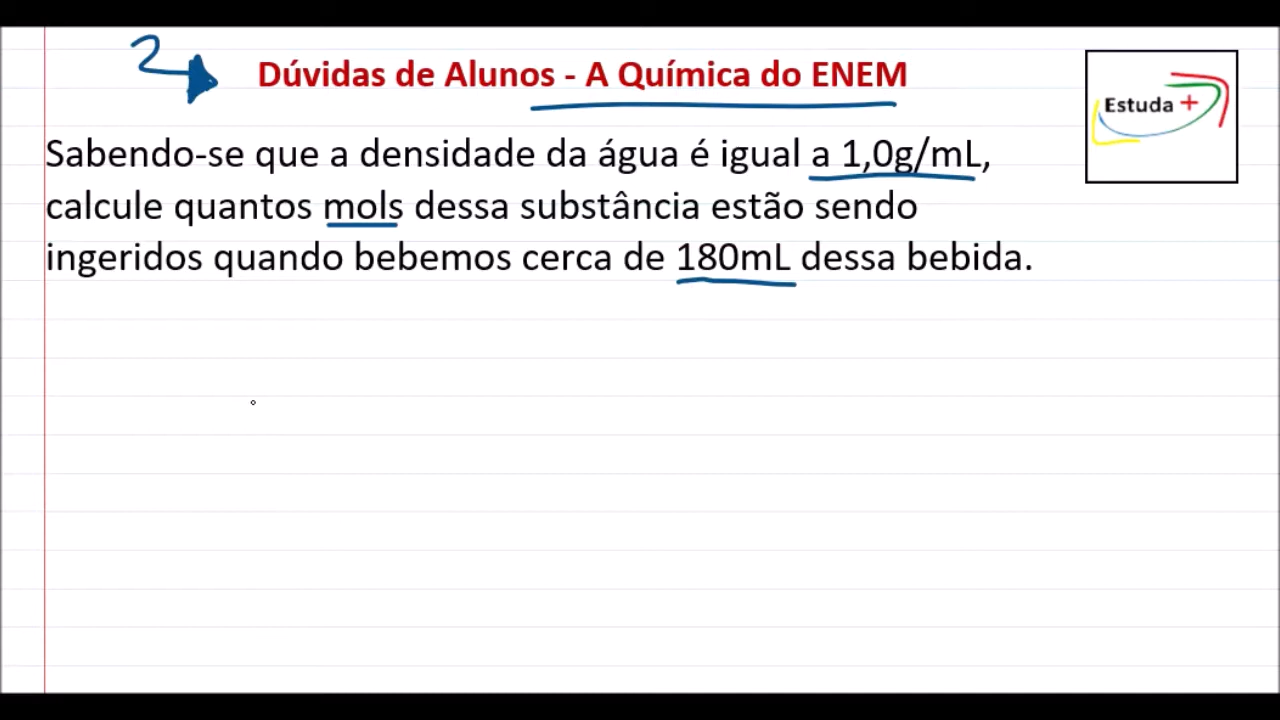 2
Dúvidas de Alunos - A Química do ENEM
Estuda +
Sabendo-se que a densidade da água é igual a 1,0g/mL,
calcule quantos mols dessa substância estão sendo
ingeridos quando bebemos cerca de 180mL dessa bebida.